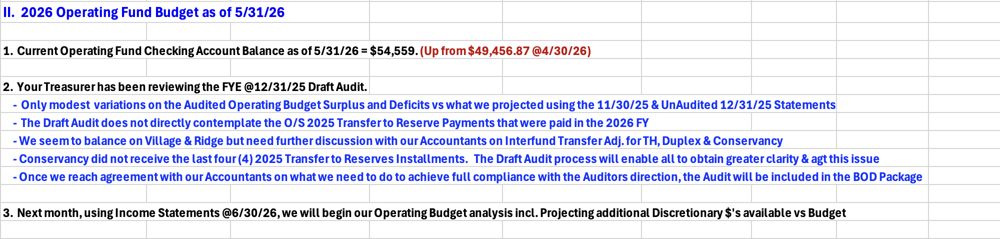 II.  2026 Operating Fund Budget as of 5/31/26
1.  Current Operating Fund Checking Account Balance as of 5/31/26 = $54,559. (Up from $49,456.87 @4/30/26)
2.  Your Treasurer has been reviewing the FYE @12/31/25 Draft Audit.
-  Only modest  variations on the Audited Operating Budget Surplus and Deficits vs what we projected using the 11/30/25 & UnAudited 12/31/25 Statements
-  The Draft Audit does not directly contemplate the O/S 2025 Transfer to Reserve Payments that were paid in the 2026 FY
- We seem to balance on Village & Ridge but need further discussion with our Accountants on Interfund Transfer Adj. for TH, Duplex & Conservancy
- Conservancy did not receive the last four (4) 2025 Transfer to Reserves Installments.  The Draft Audit process will enable all to obtain greater clarity & agt this issue
- Once we reach agreement with our Accountants on what we need to do to achieve full compliance with the Auditors direction, the Audit will be included in the BOD Package
3.  Next month, using Income Statements @6/30/26, we will begin our Operating Budget analysis incl. Projecting additional Discretionary $'s available vs Budget